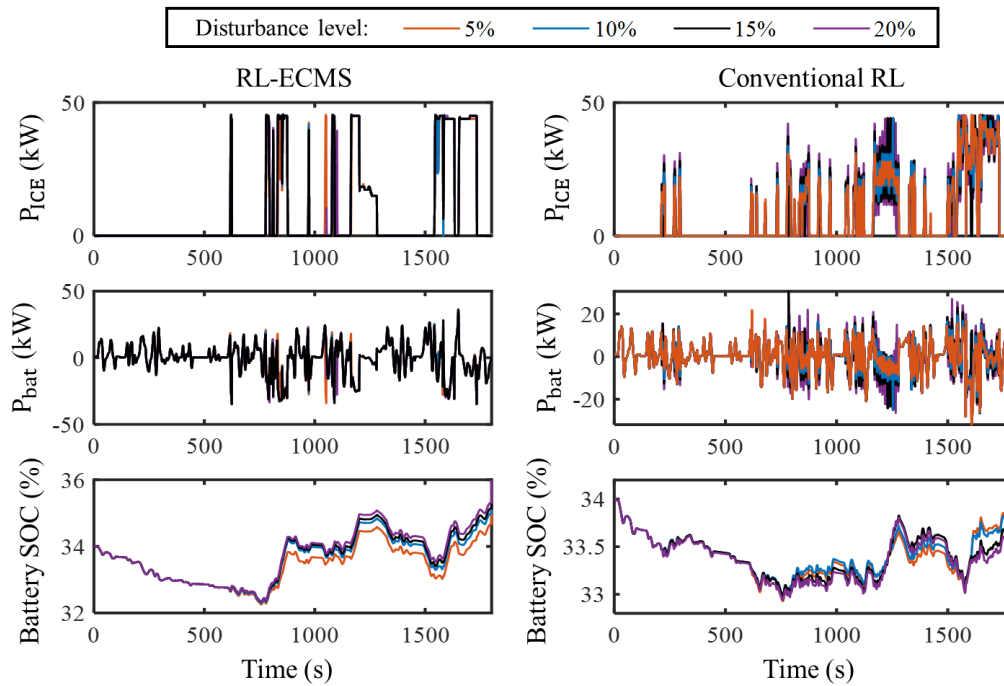 Disturbance level: 5% 10% 15% 20%
RL-ECMS Conventional RL
50 50
P_ICE (kW) P_ICE (kW)
0 0
0 500 1000 1500 0 500 1000 1500
50 20
P_bat (kW) 0 P_bat (kW) 0
-50 -20
0 500 1000 1500 0 500 1000 1500
36 34
Battery SOC (%) 34 Battery SOC (%) 33.5
32 33
0 500 1000 1500 0 500 1000 1500
Time (s) Time (s)